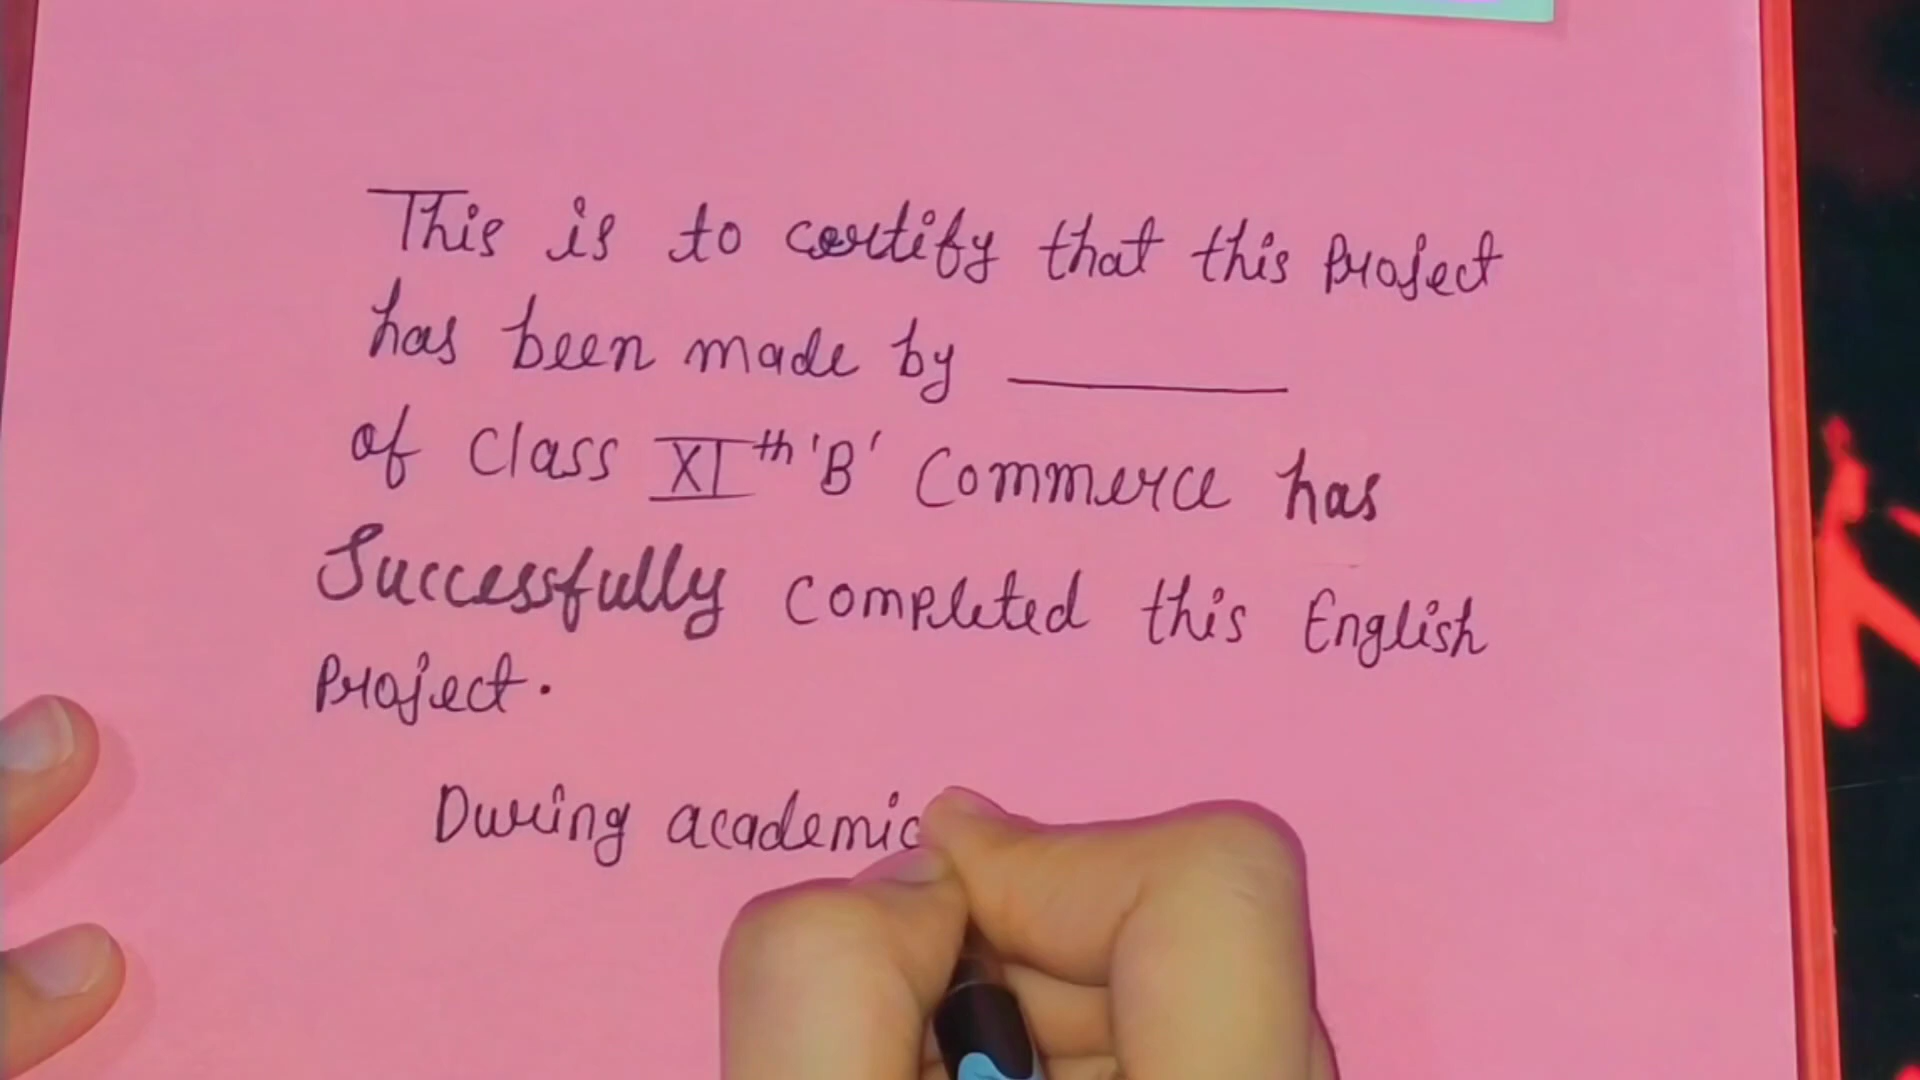 This is to certify that this Project
has been made by ________
of Class XIth 'B' Commerce has
Successfully completed this English
Project.
During academic